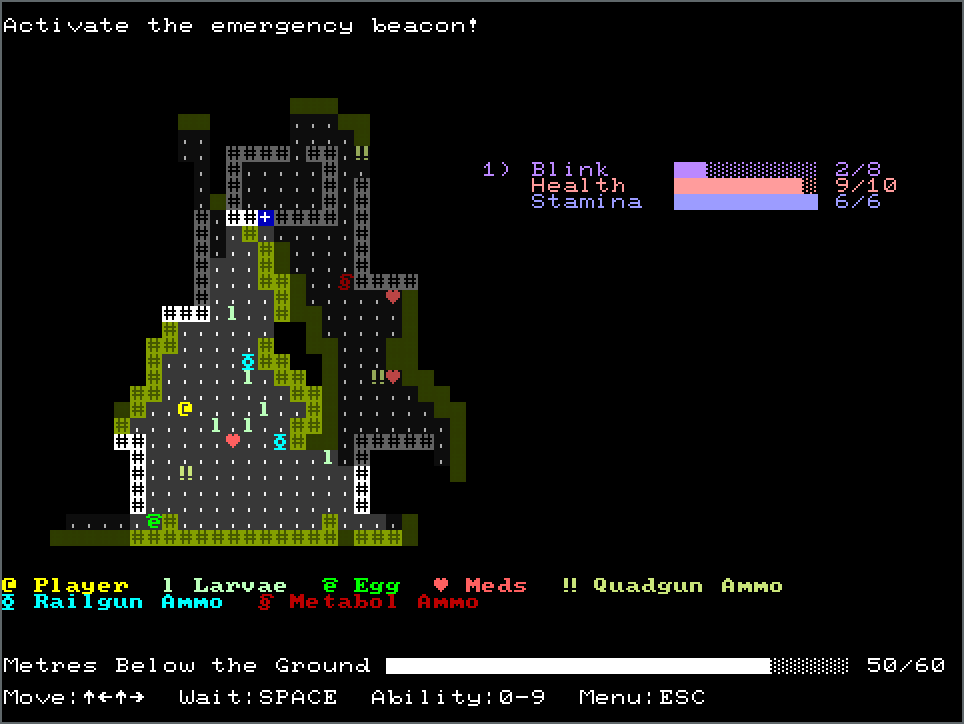 Activate the emergency beacon!
1) Blink 2/8
Health 9/10
Stamina 6/6
@ Player l Larvae Egg ♥ Meds ‼ Quadgun Ammo
Railgun Ammo § Metabol Ammo
Metres Below the Ground 50/60
Move:↑←↑→ Wait:SPACE Ability:0-9 Menu:ESC